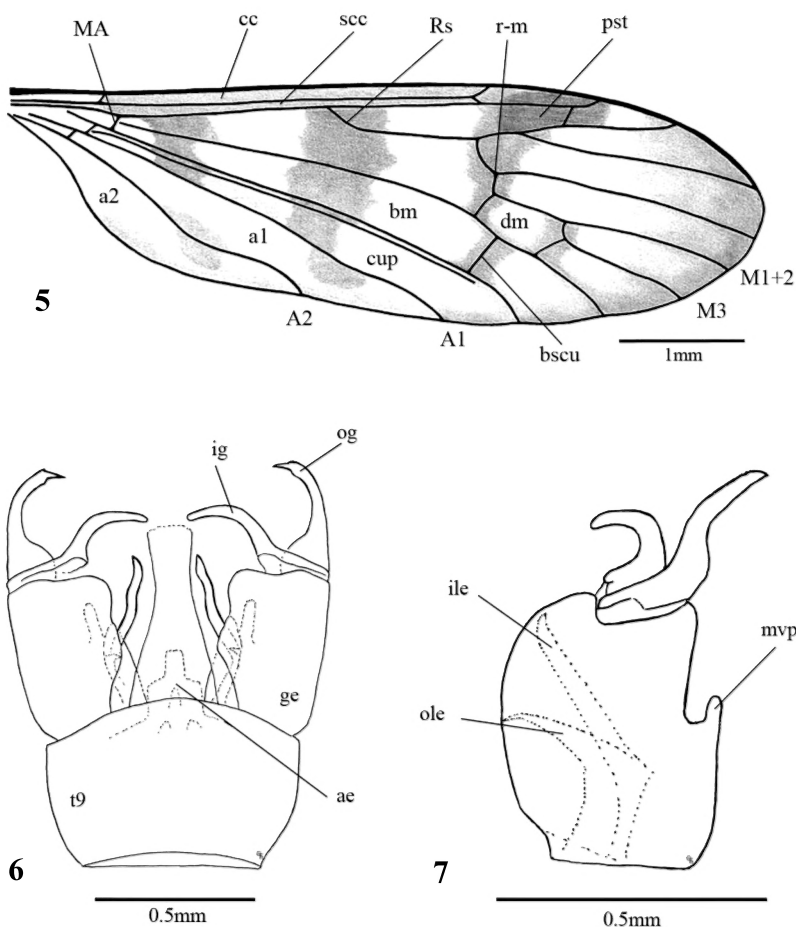 MA cc scc Rs r-m pst
a2 a1 bm cup dm
5 A2 A1 bscu M3 M1+2
1mm
ig og
ge
t9 ae
6
0.5mm
ile
mvp
ole
7
0.5mm